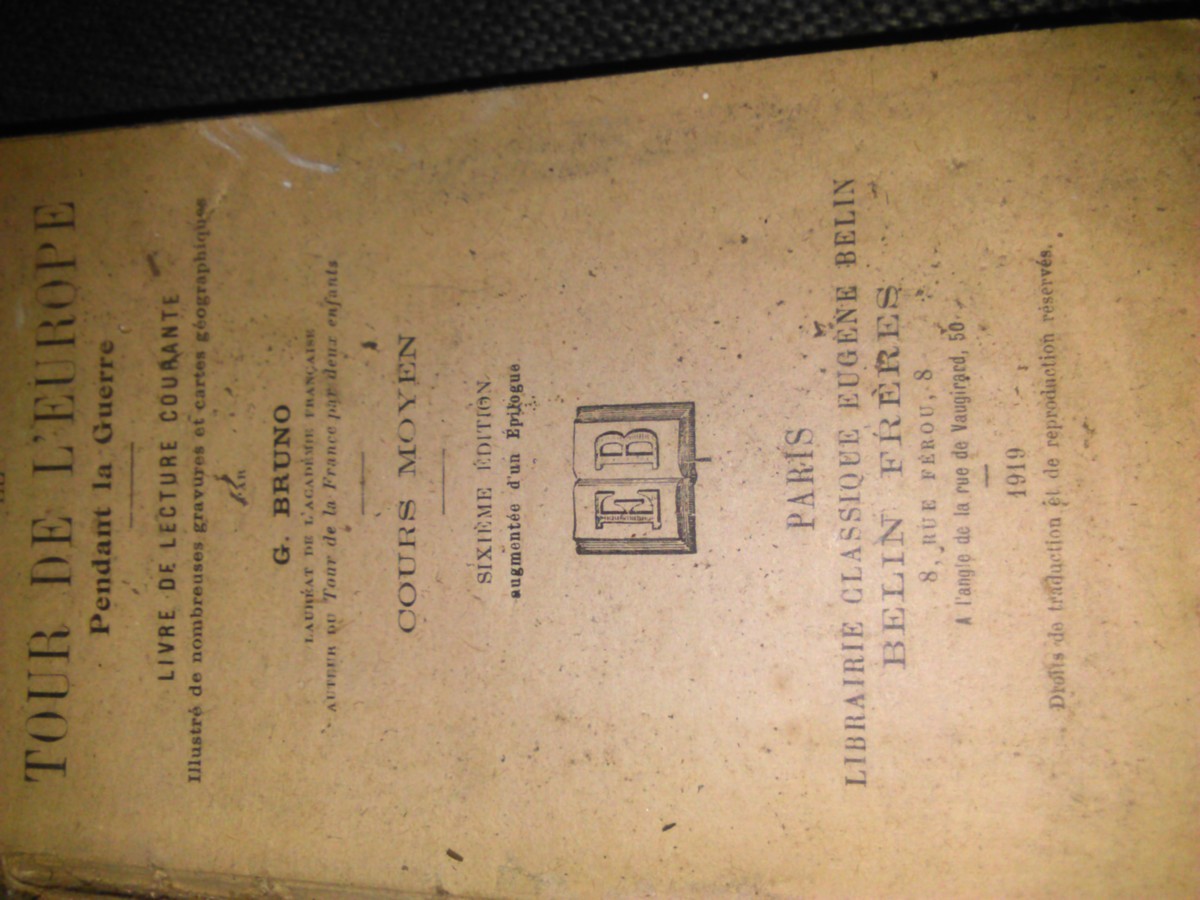 LE
TOUR DE L'EUROPE
Pendant la Guerre
LIVRE DE LECTURE COURANTE
Illustré de nombreuses gravures et cartes géographiques
PAR
G. BRUNO
LAURÉAT DE L'ACADÉMIE FRANÇAISE
AUTEUR DU Tour de la France par deux enfants
COURS MOYEN
SIXIÈME ÉDITION
augmentée d'un Épilogue
E B
PARIS
LIBRAIRIE CLASSIQUE EUGÈNE BELIN
BELIN FRÈRES
8, RUE FÉROU, 8
A l'angle de la rue de Vaugirard, 50
1919
Droits de traduction et de reproduction réservés.